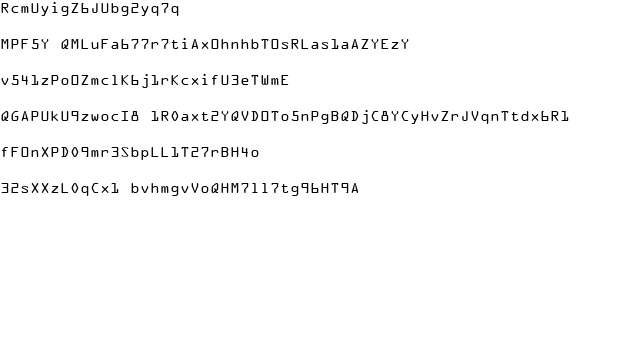 RcmUyigZ6JUbg2yq7q
MPF5Y QMLuFa677r7tiAxOhnhbTOsRLas1aAZYEzY
v541zPoOZmc1K6j1rKcxifU3eTWmE
QGAPUkU9zwocI8 1R0axt2YQVDOTo5nPgBQDjC8YCyHvZrJVqnTtdx6R1
fFOnXPD09mr3SbpLL1T27rBH4o
32sXXzL0qCx1 bvhmgvVoQHM7117tg96HT9A